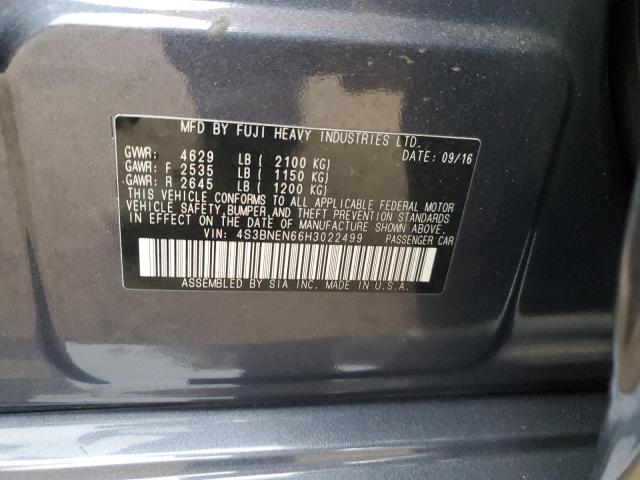 MFD BY FUJI HEAVY INDUSTRIES LTD.
GVWR: 4629 LB ( 2100 KG) DATE: 09/16
GAWR: F 2535 LB ( 1150 KG)
GAWR: R 2645 LB ( 1200 KG)
THIS VEHICLE CONFORMS TO ALL APPLICABLE FEDERAL MOTOR
VEHICLE SAFETY, BUMPER, AND THEFT PREVENTION STANDARDS
IN EFFECT ON THE DATE OF MANUFACTURE SHOWN ABOVE.
VIN: 4S3BNEN66H3022499 PASSENGER CAR
ASSEMBLED BY SIA INC. MADE IN U.S.A.